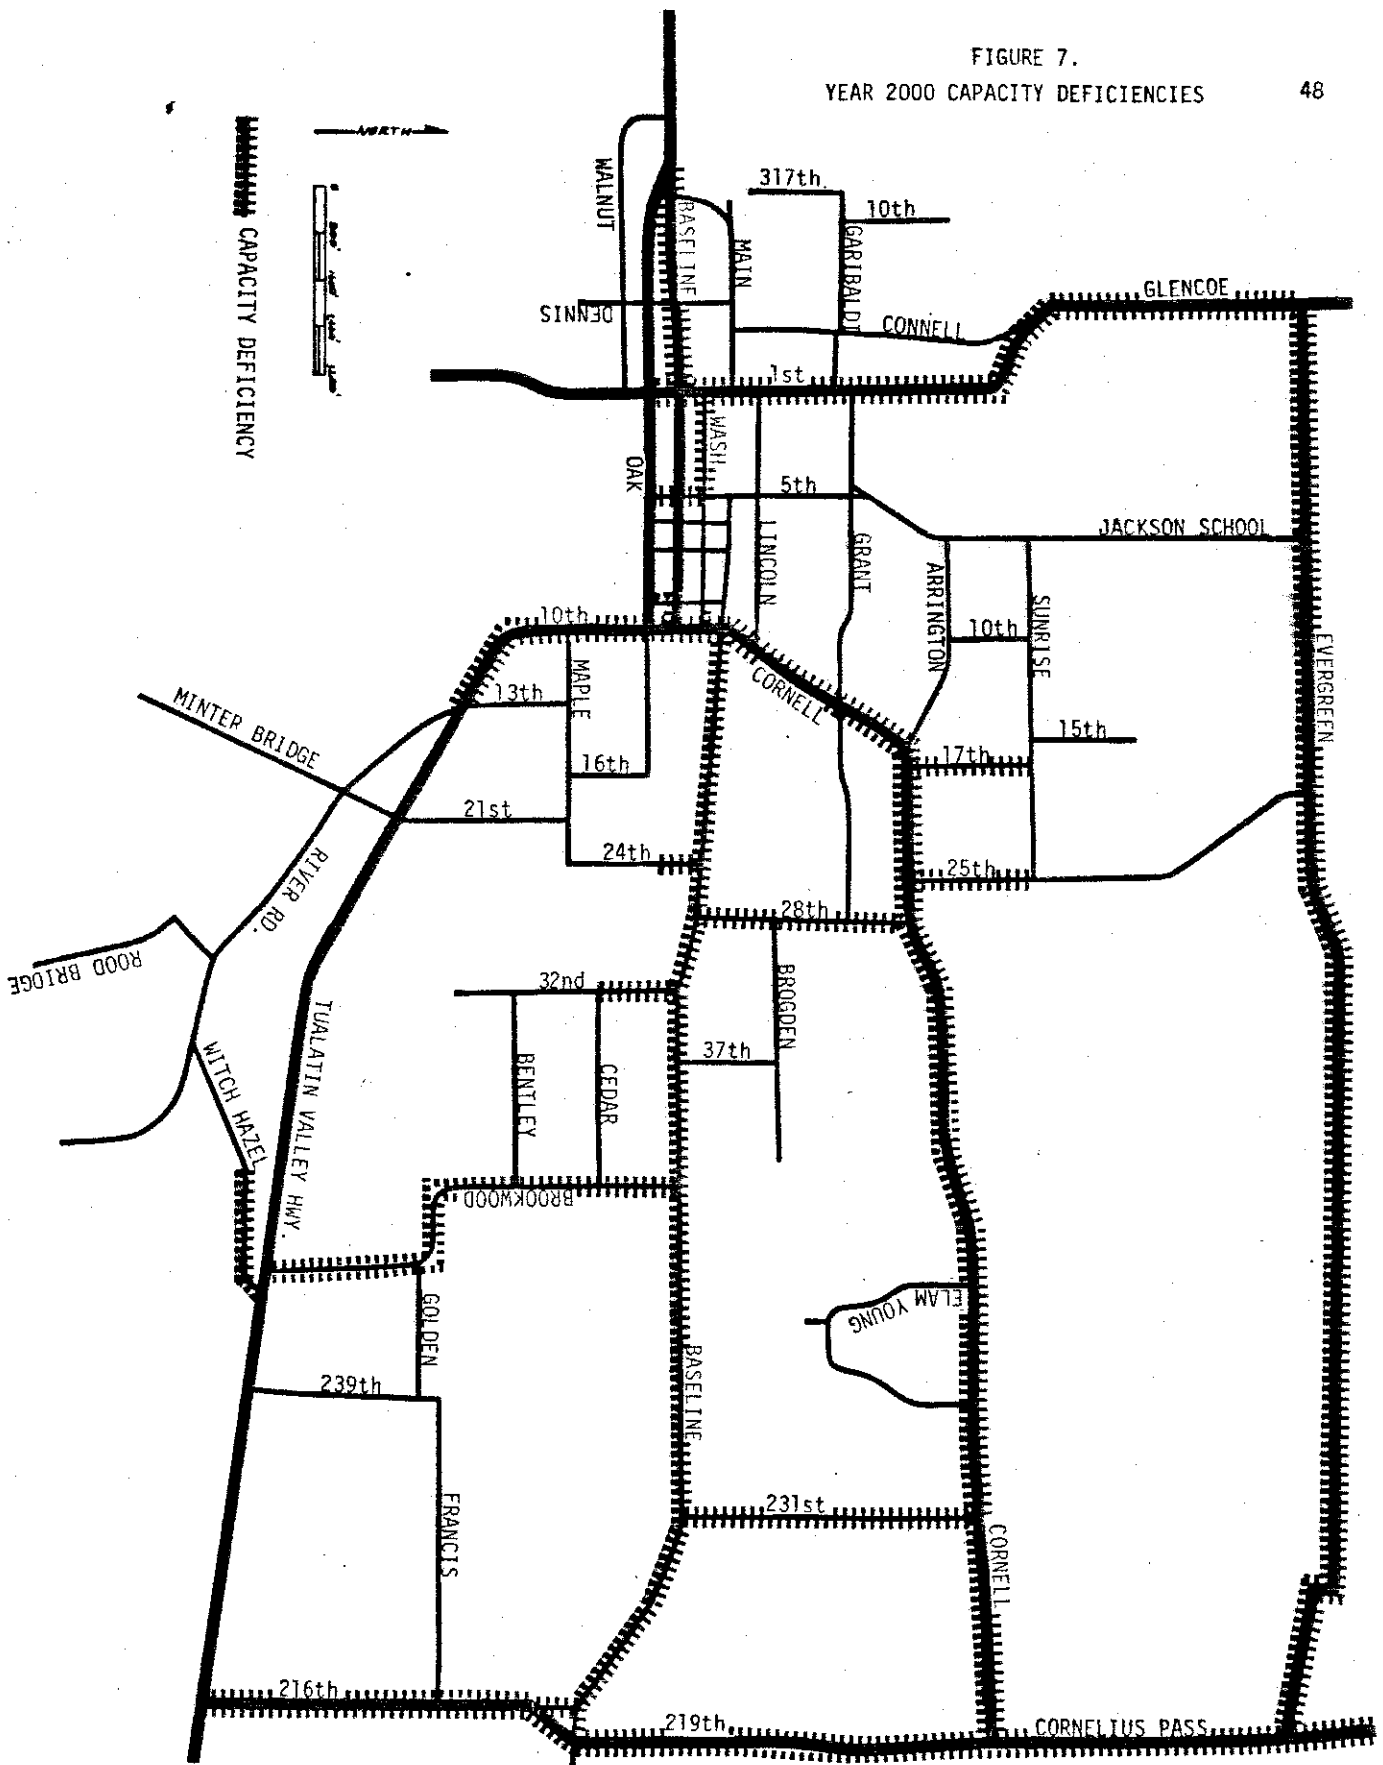 FIGURE 7.
YEAR 2000 CAPACITY DEFICIENCIES
48
NORTH
CAPACITY DEFICIENCY
WALNUT
BASELINE
MAIN
317th
10th
GARIBALDI
GLENCOE
DENNIS
CONNELL
1st
WASH.
OAK
5th
LINCOLN
GRANT
JACKSON SCHOOL
ARRINGTON
SUNRISE
10th
10th
EVERGREEN
MAPLE
CORNELL
13th
MINTER BRIDGE
15th
17th
16th
21st
24th
25th
RIVER RD.
28th
ROOD BRIDGE
32nd
BROGDEN
TUALATIN VALLEY HWY.
37th
WITCH HAZEL
BENTLEY
CEDAR
BROOKWOOD
GOLDEN
ELAM YOUNG
BASELINE
239th
231st
FRANCIS
CORNELL
216th
219th
CORNELIUS PASS